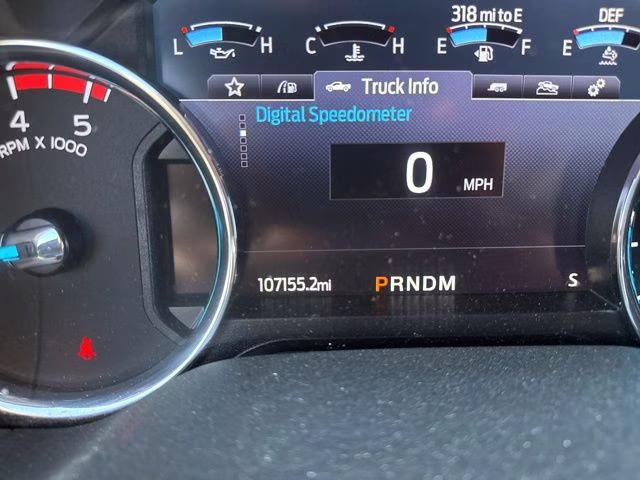 318 mi to E
DEF
L H C H E F E
Truck Info
Digital Speedometer
0 MPH
4 5
RPM X 1000
107155.2mi PRNDM S